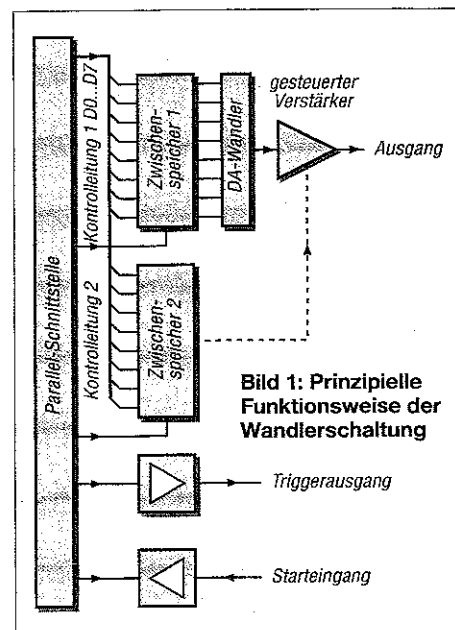 Parallel-Schnittstelle
Kontrolleitung 1 D0...D7
Kontrolleitung 2
Zwischen-
speicher 1
DA-Wandler
gesteuerter
Verstärker
Ausgang
Zwischen-
speicher 2
Bild 1: Prinzipielle
Funktionsweise der
Wandlerschaltung
Triggerausgang
Starteingang